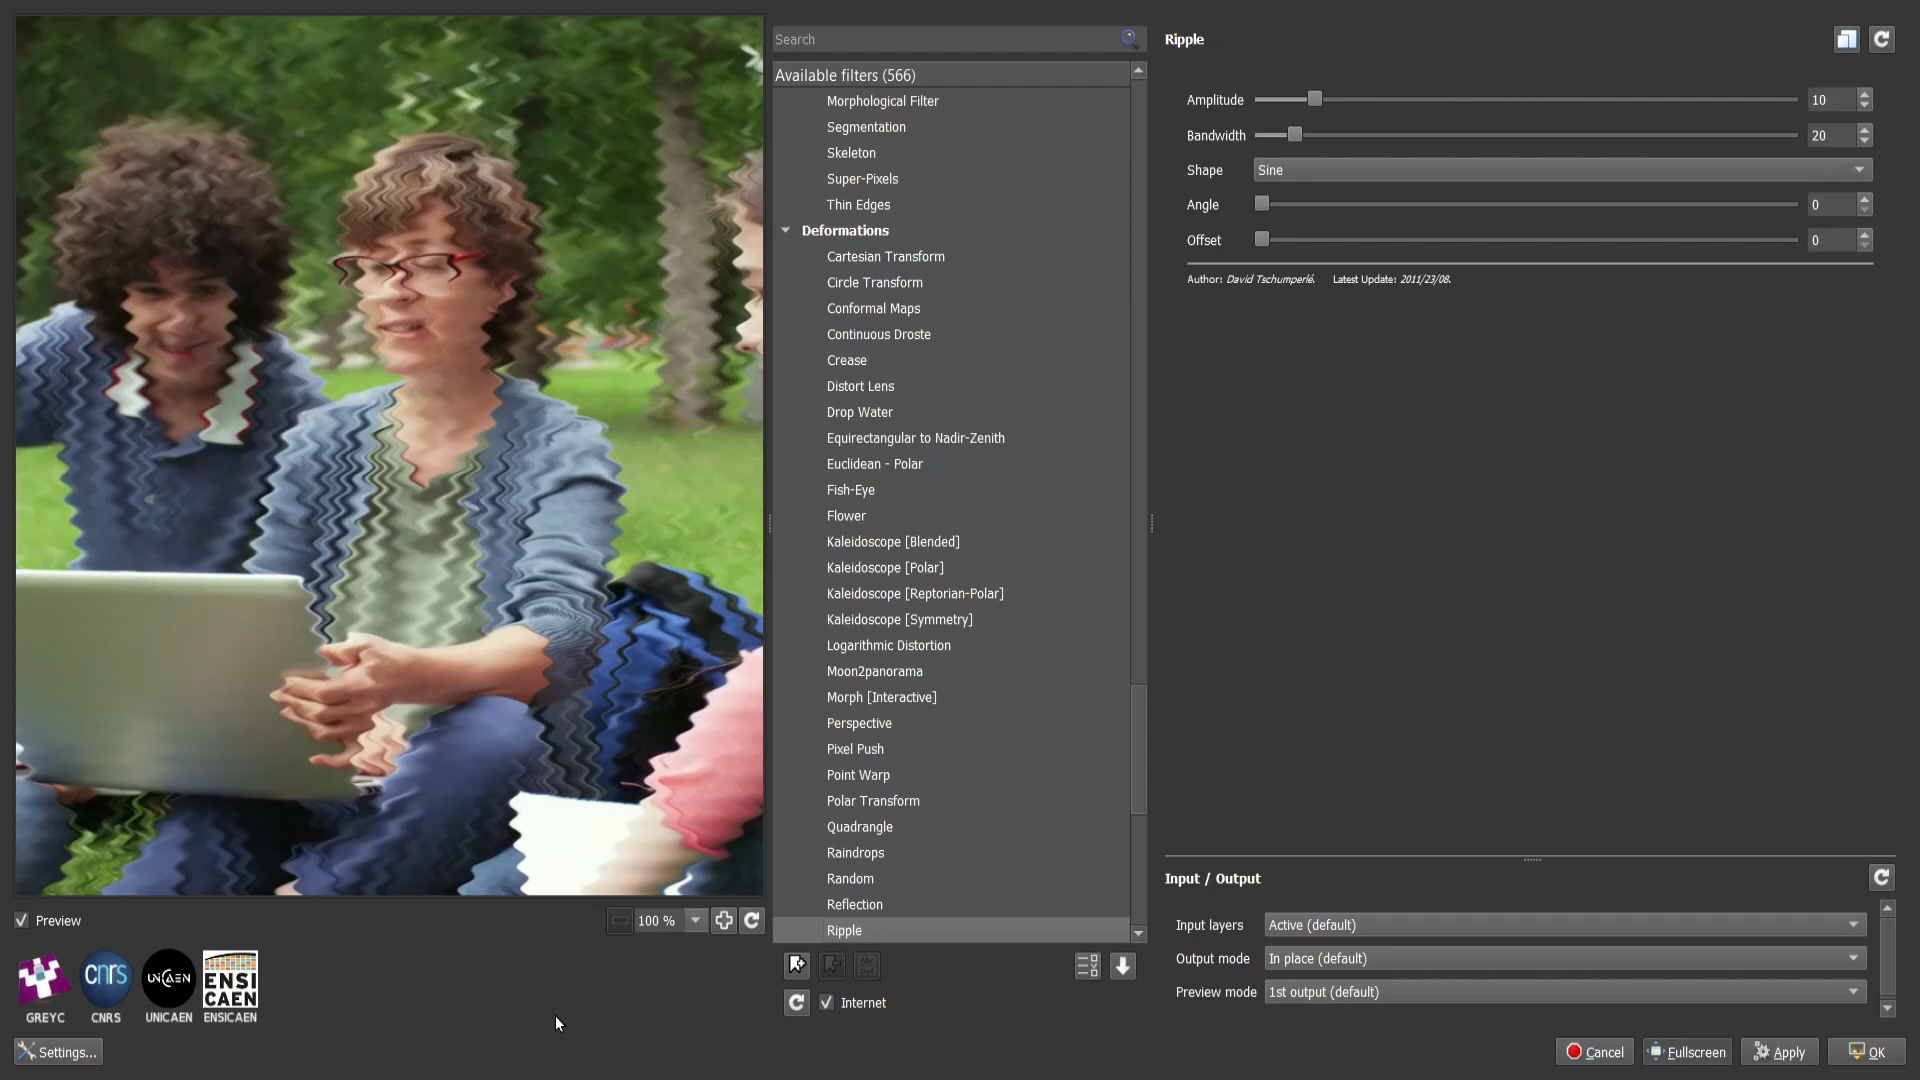 Search
Available filters (566)
Morphological Filter
Segmentation
Skeleton
Super-Pixels
Thin Edges
Deformations
Cartesian Transform
Circle Transform
Conformal Maps
Continuous Droste
Crease
Distort Lens
Drop Water
Equirectangular to Nadir-Zenith
Euclidean - Polar
Fish-Eye
Flower
Kaleidoscope [Blended]
Kaleidoscope [Polar]
Kaleidoscope [Reptorian-Polar]
Kaleidoscope [Symmetry]
Logarithmic Distortion
Moon2panorama
Morph [Interactive]
Perspective
Pixel Push
Point Warp
Polar Transform
Quadrangle
Raindrops
Random
Reflection
Ripple
Internet
Ripple
Amplitude 10
Bandwidth 20
Shape Sine
Angle 0
Offset 0
Author: David Tschumperlé. Latest Update: 2011/23/08.
Input / Output
Input layers Active (default)
Output mode In place (default)
Preview mode 1st output (default)
Preview
100 %
cnrs
UNICAEN
ENSI
CAEN
GREYC CNRS UNICAEN ENSICAEN
Settings...
Cancel Fullscreen Apply OK